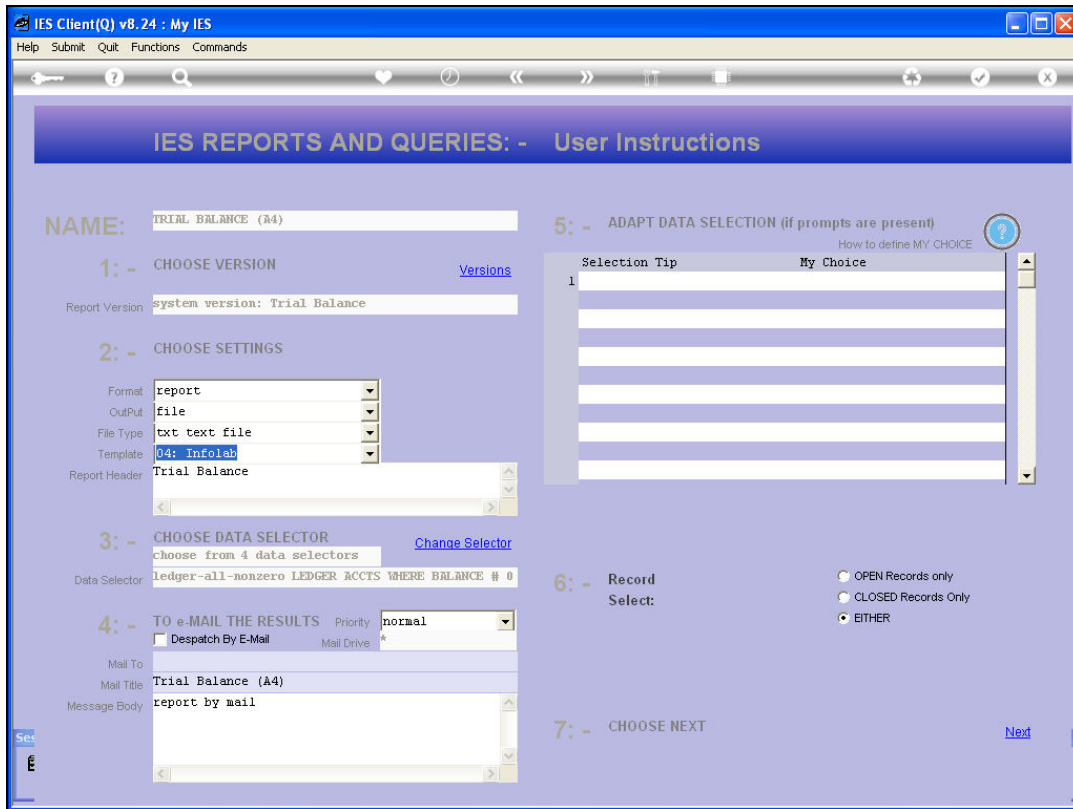 IES Client(Q) v8.24 : My IES
Help Submit Quit Functions Commands
IES REPORTS AND QUERIES: - User Instructions
NAME: TRIAL BALANCE (A4)
1: - CHOOSE VERSION Versions
Report Version system version: Trial Balance
2: - CHOOSE SETTINGS
Format report
OutPut file
File Type txt text file
Template 04: Infolab
Report Header Trial Balance
3: - CHOOSE DATA SELECTOR Change Selector
choose from 4 data selectors
Data Selector ledger-all-nonzero LEDGER ACCTS WHERE BALANCE # 0
4: - TO e-MAIL THE RESULTS Priority normal
Despatch By E-Mail Mail Drive *
Mail To
Mail Title Trial Balance (A4)
Message Body report by mail
5: - ADAPT DATA SELECTION (if prompts are present)
How to define MY CHOICE ?
Selection Tip My Choice
1
6: - Record Select:
OPEN Records only
CLOSED Records Only
EITHER
7: - CHOOSE NEXT Next
Ses